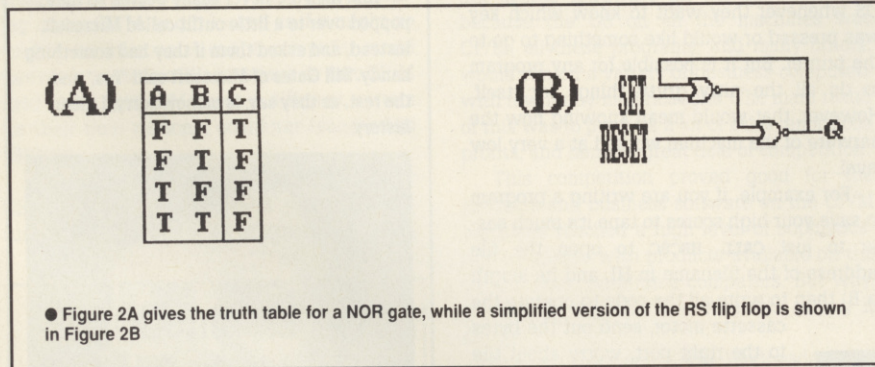 (A)
A B C
F F T
F T F
T F F
T T F
(B)
SET
RESET
Q
● Figure 2A gives the truth table for a NOR gate, while a simplified version of the RS flip flop is shown
in Figure 2B